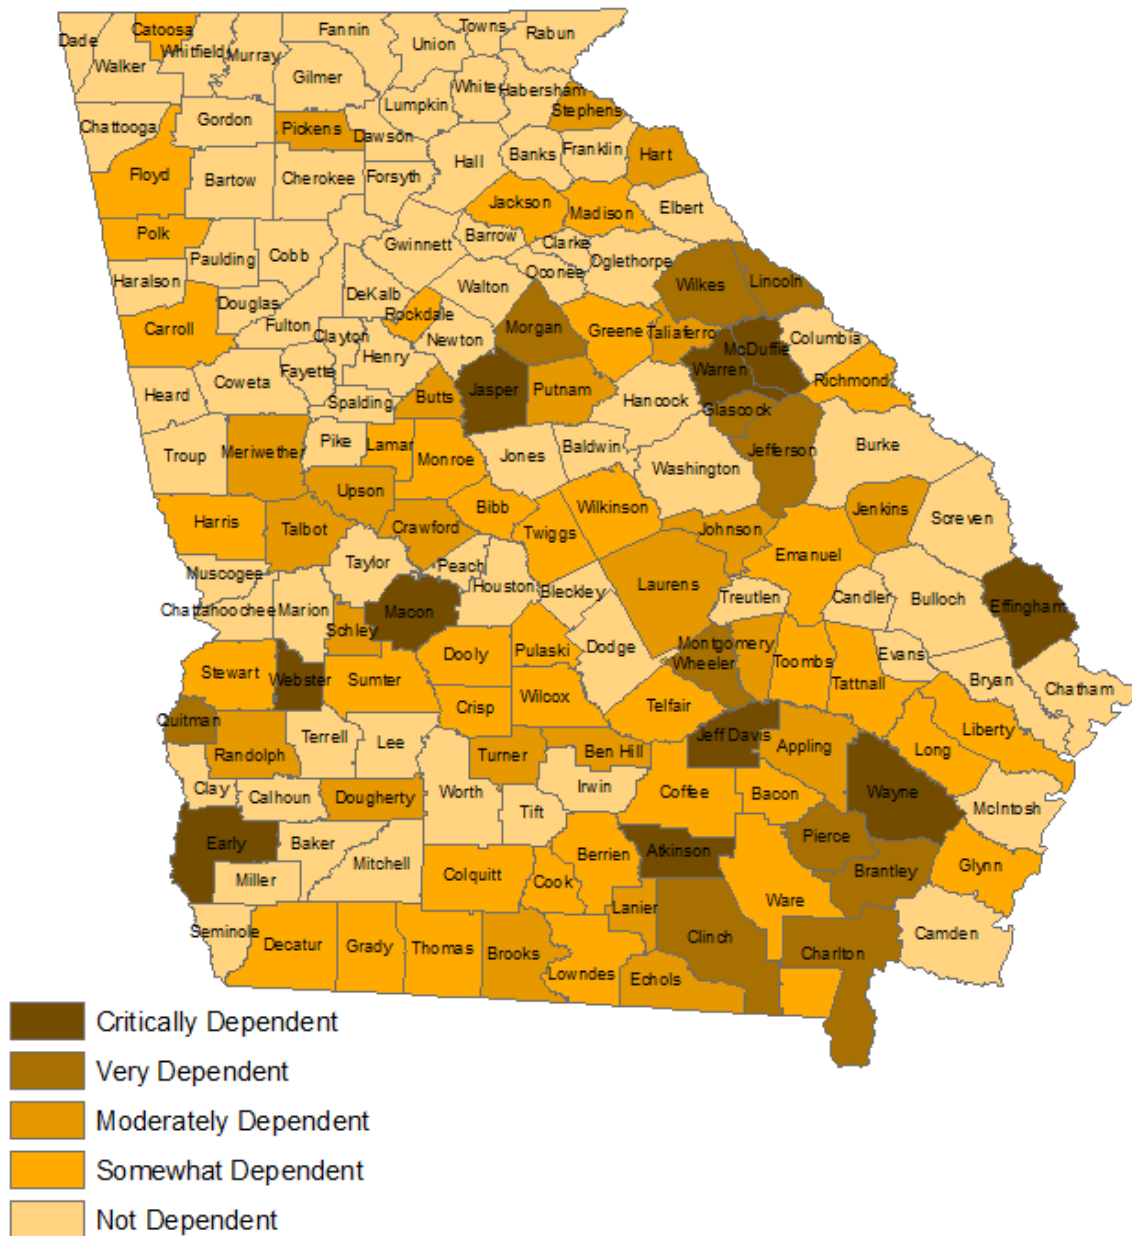 Dade
Catoosa
Whitfield
Murray
Fannin
Union
Towns
Rabun
Walker
Gilmer
White
Habersham
Stephens
Lumpkin
Chattooga
Gordon
Pickens
Dawson
Hall
Banks
Franklin
Hart
Floyd
Bartow
Cherokee
Forsyth
Jackson
Madison
Elbert
Polk
Paulding
Cobb
Gwinnett
Barrow
Clarke
Oconee
Oglethorpe
Haralson
Douglas
DeKalb
Walton
Wilkes
Lincoln
Carroll
Fulton
Clayton
Rockdale
Newton
Morgan
Greene
Taliaferro
McDuffie
Columbia
Heard
Coweta
Fayette
Henry
Spalding
Butts
Jasper
Putnam
Hancock
Warren
Richmond
Glascock
Troup
Meriwether
Pike
Lamar
Monroe
Jones
Baldwin
Washington
Jefferson
Burke
Upson
Harris
Talbot
Crawford
Bibb
Twiggs
Wilkinson
Johnson
Jenkins
Screven
Emanuel
Muscogee
Taylor
Peach
Houston
Bleckley
Laurens
Treutlen
Candler
Bulloch
Effingham
Chattahoochee
Marion
Macon
Schley
Dooly
Pulaski
Dodge
Montgomery
Wheeler
Toombs
Tattnall
Evans
Bryan
Chatham
Stewart
Webster
Sumter
Crisp
Wilcox
Telfair
Jeff Davis
Appling
Long
Liberty
Quitman
Randolph
Terrell
Lee
Turner
Ben Hill
Clay
Calhoun
Dougherty
Worth
Tift
Irwin
Coffee
Bacon
Wayne
McIntosh
Early
Baker
Mitchell
Miller
Colquitt
Cook
Berrien
Atkinson
Pierce
Brantley
Glynn
Ware
Lanier
Clinch
Charlton
Camden
Seminole
Decatur
Grady
Thomas
Brooks
Lowndes
Echols
Critically Dependent
Very Dependent
Moderately Dependent
Somewhat Dependent
Not Dependent